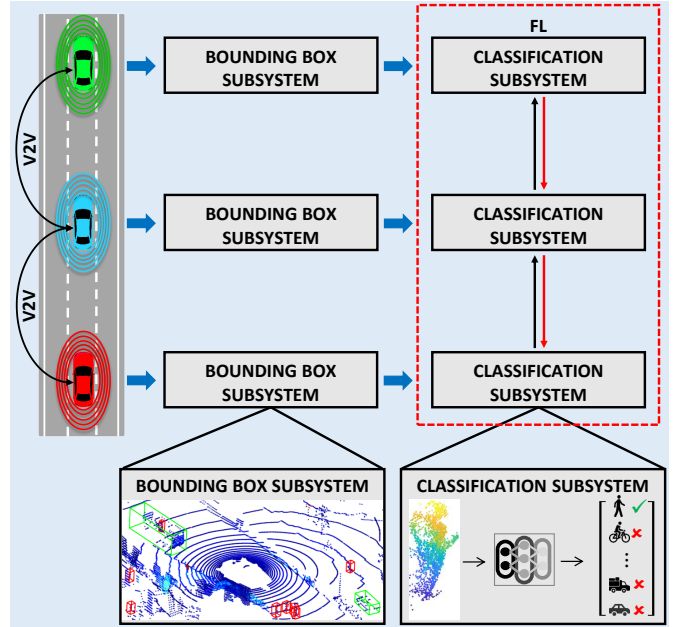 FL
BOUNDING BOX
SUBSYSTEM
CLASSIFICATION
SUBSYSTEM
V2V
BOUNDING BOX
SUBSYSTEM
CLASSIFICATION
SUBSYSTEM
V2V
BOUNDING BOX
SUBSYSTEM
CLASSIFICATION
SUBSYSTEM
BOUNDING BOX SUBSYSTEM
CLASSIFICATION SUBSYSTEM